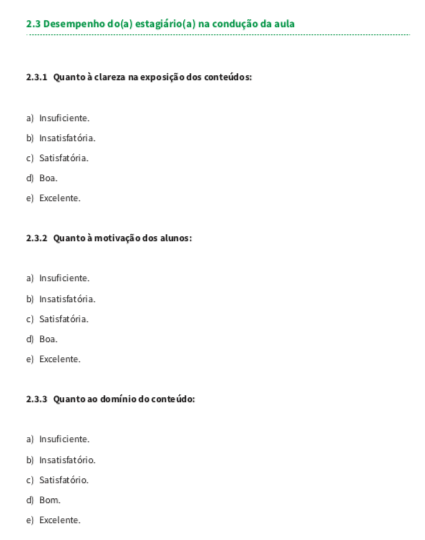 2.3 Desempenho do(a) estagiário(a) na condução da aula
2.3.1 Quanto à clareza na exposição dos conteúdos:
a) Insuficiente.
b) Insatisfatória.
c) Satisfatória.
d) Boa.
e) Excelente.
2.3.2 Quanto à motivação dos alunos:
a) Insuficiente.
b) Insatisfatória.
c) Satisfatória.
d) Boa.
e) Excelente.
2.3.3 Quanto ao domínio do conteúdo:
a) Insuficiente.
b) Insatisfatório.
c) Satisfatório.
d) Bom.
e) Excelente.